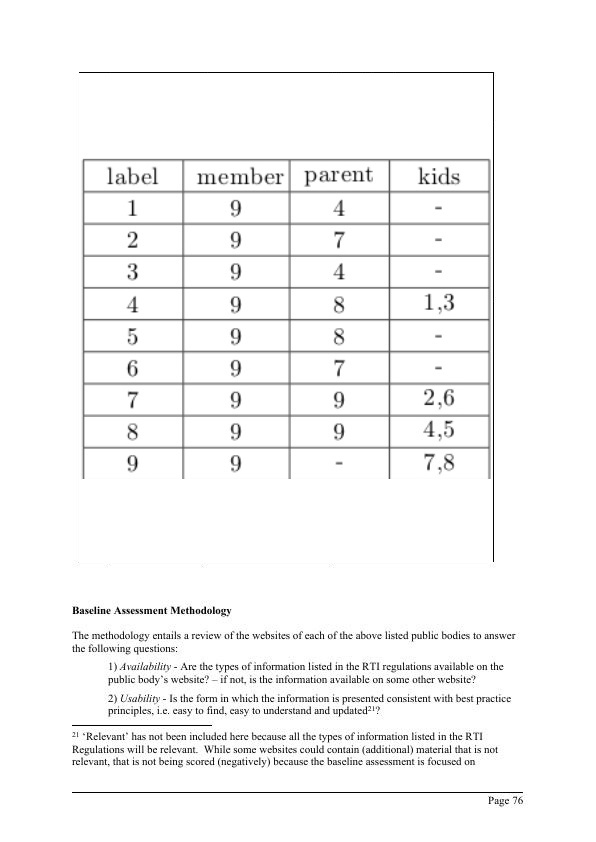 label member parent kids
1 9 4 -
2 9 7 -
3 9 4 -
4 9 8 1,3
5 9 8 -
6 9 7 -
7 9 9 2,6
8 9 9 4,5
9 9 - 7,8
Baseline Assessment Methodology
The methodology entails a review of the websites of each of the above listed public bodies to answer
the following questions:
1) Availability - Are the types of information listed in the RTI regulations available on the
public body’s website? – if not, is the information available on some other website?
2) Usability - Is the form in which the information is presented consistent with best practice
principles, i.e. easy to find, easy to understand and updated21?
21 ‘Relevant’ has not been included here because all the types of information listed in the RTI
Regulations will be relevant.  While some websites could contain (additional) material that is not
relevant, that is not being scored (negatively) because the baseline assessment is focused on
Page 76